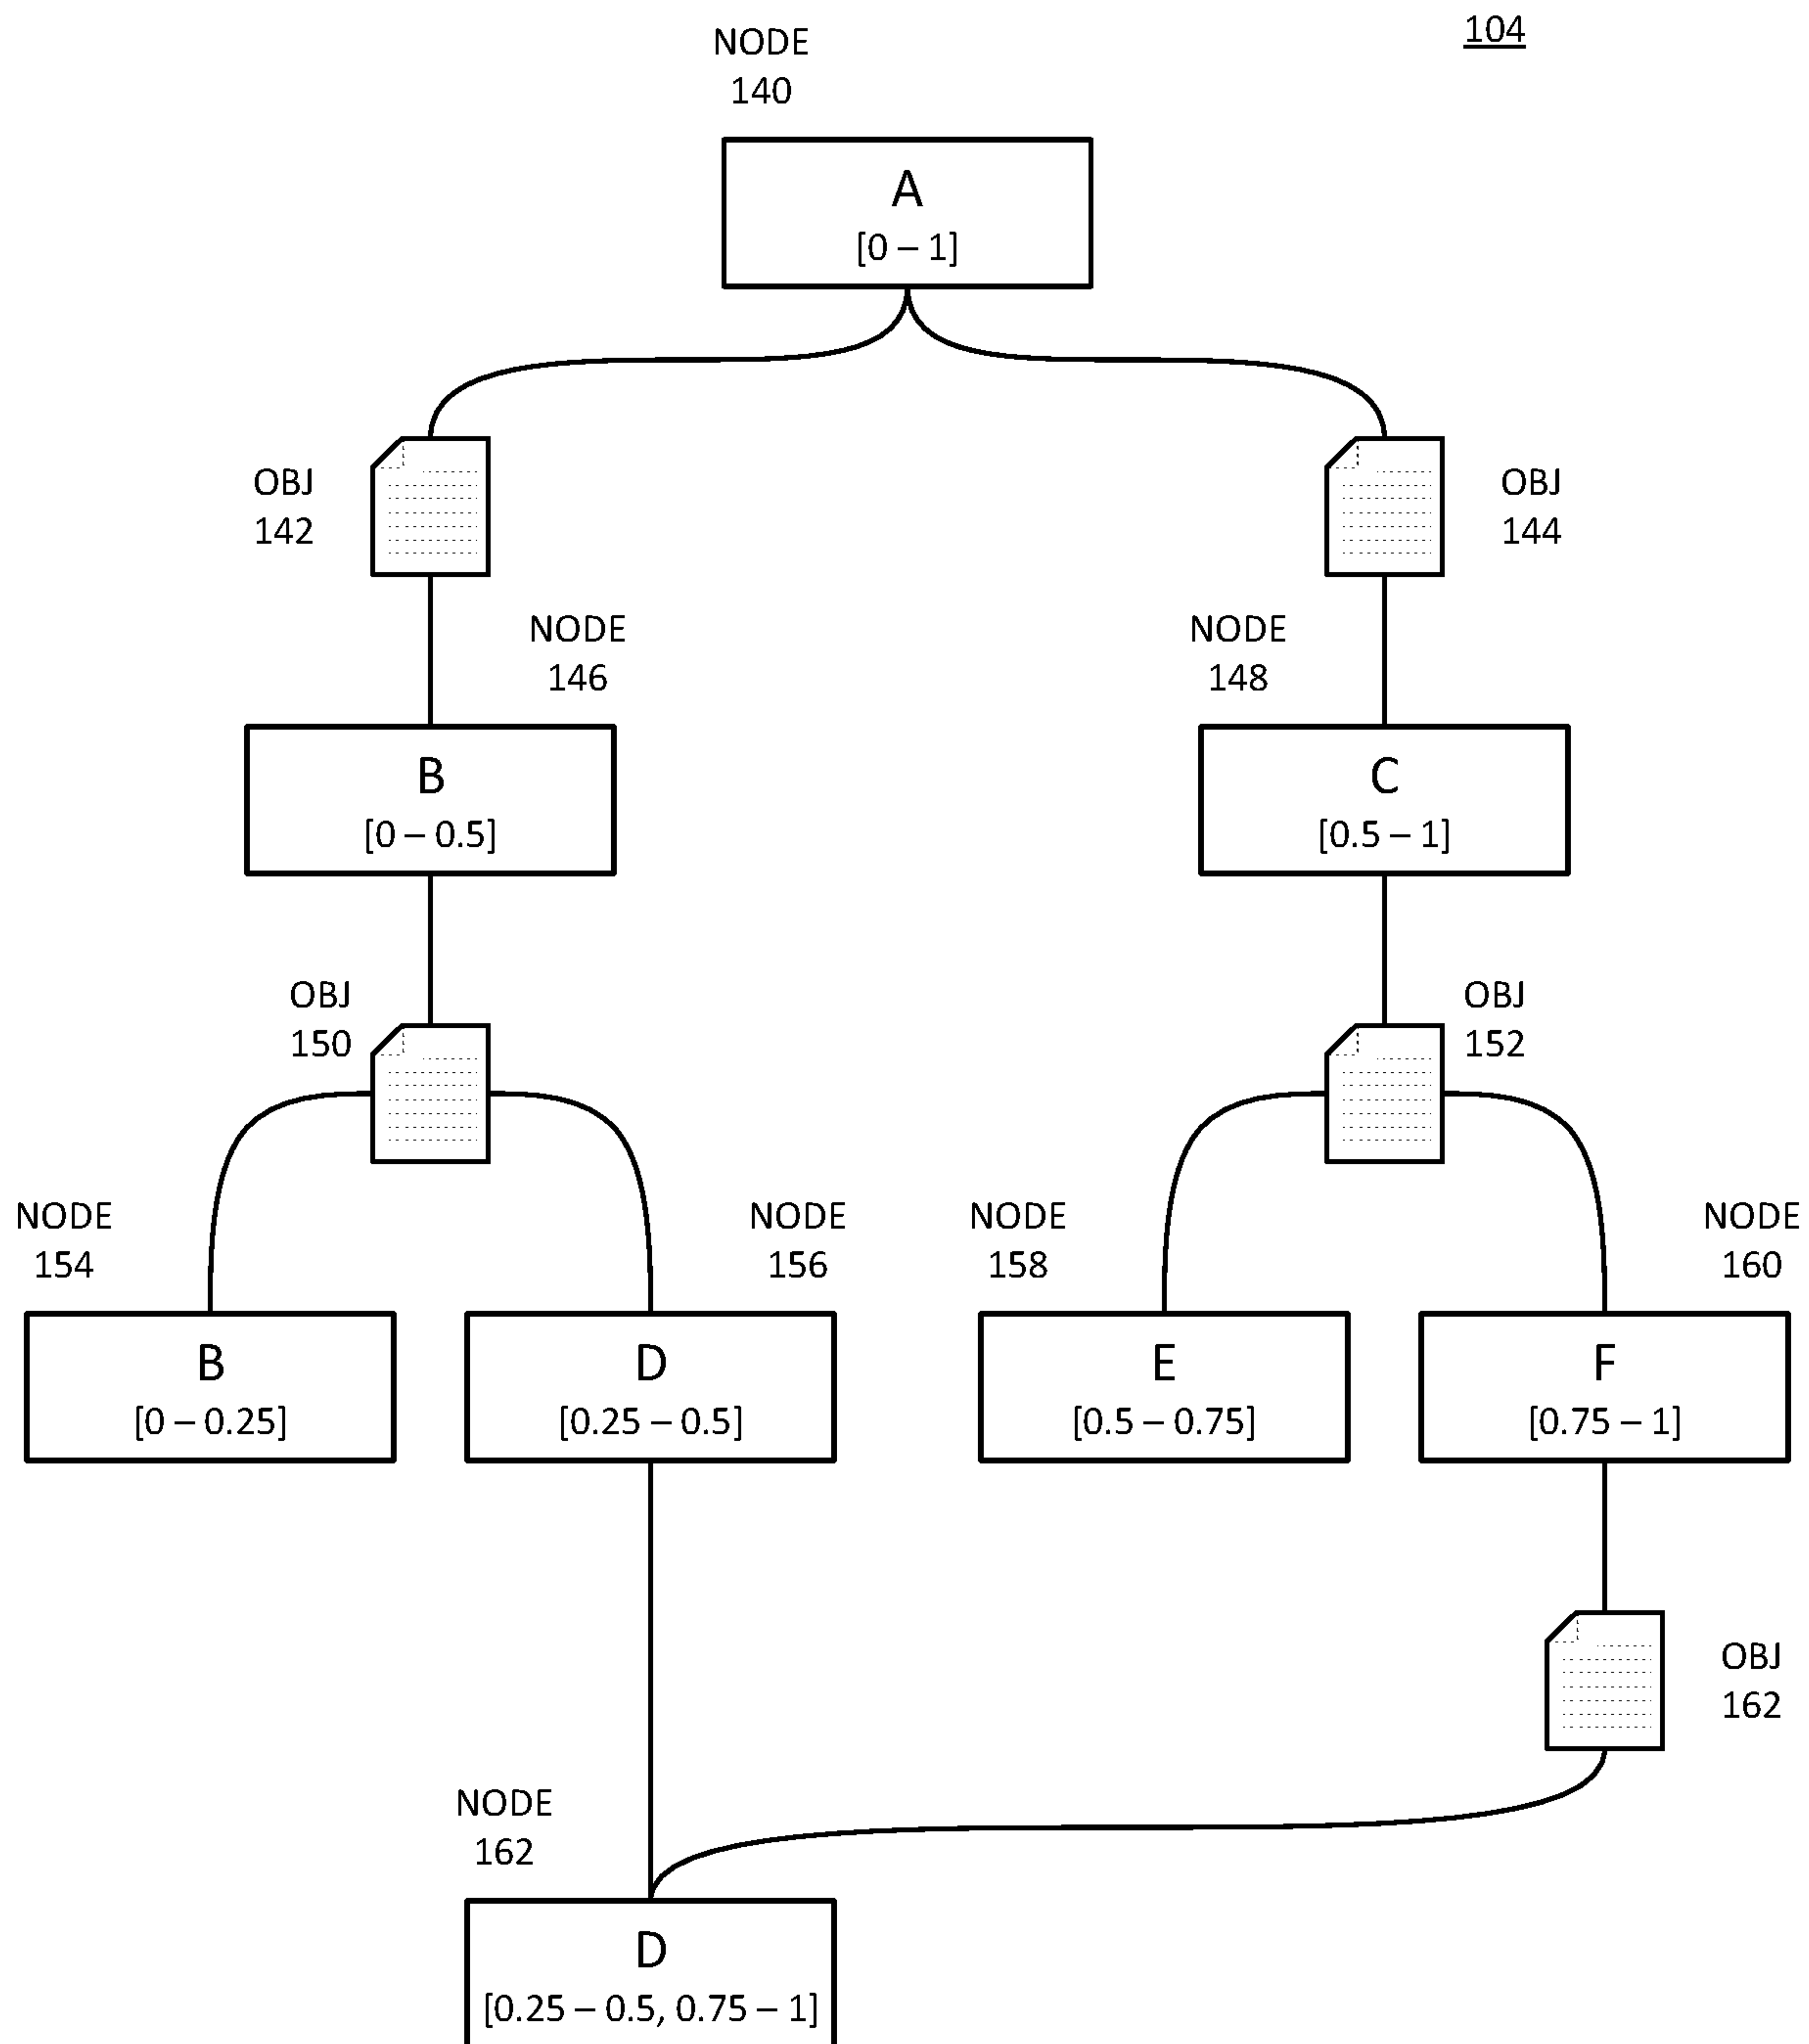 104
NODE
140
A
[0 – 1]
OBJ
142
OBJ
144
NODE
146
NODE
148
B
[0 – 0.5]
C
[0.5 – 1]
OBJ
150
OBJ
152
NODE
154
NODE
156
NODE
158
NODE
160
B
[0 – 0.25]
D
[0.25 – 0.5]
E
[0.5 – 0.75]
F
[0.75 – 1]
OBJ
162
NODE
162
D
[0.25 – 0.5, 0.75 – 1]